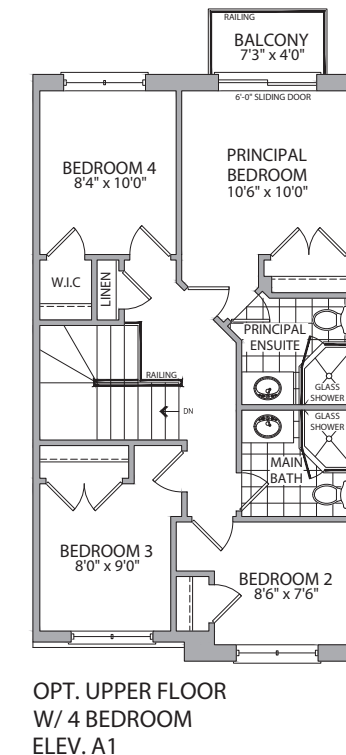 RAILING
BALCONY
7'3" x 4'0"
6'-0" SLIDING DOOR
BEDROOM 4
8'4" x 10'0"
PRINCIPAL
BEDROOM
10'6" x 10'0"
W.I.C
LINEN
PRINCIPAL
ENSUITE
GLASS
SHOWER
RAILING
DN
GLASS
SHOWER
MAIN
BATH
BEDROOM 3
8'0" x 9'0"
BEDROOM 2
8'6" x 7'6"
OPT. UPPER FLOOR
W/ 4 BEDROOM
ELEV. A1